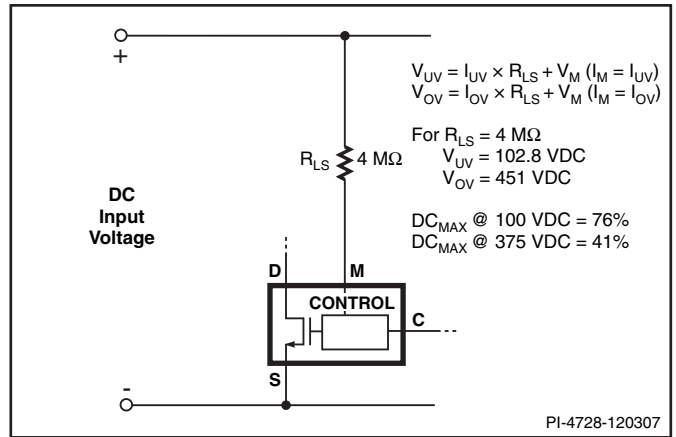 +
V_UV = I_UV × R_LS + V_M (I_M = I_UV)
V_OV = I_OV × R_LS + V_M (I_M = I_OV)
For R_LS = 4 MΩ
V_UV = 102.8 VDC
V_OV = 451 VDC
DC_MAX @ 100 VDC = 76%
DC_MAX @ 375 VDC = 41%
R_LS 4 MΩ
DC
Input
Voltage
D M
CONTROL
C
S
-
PI-4728-120307